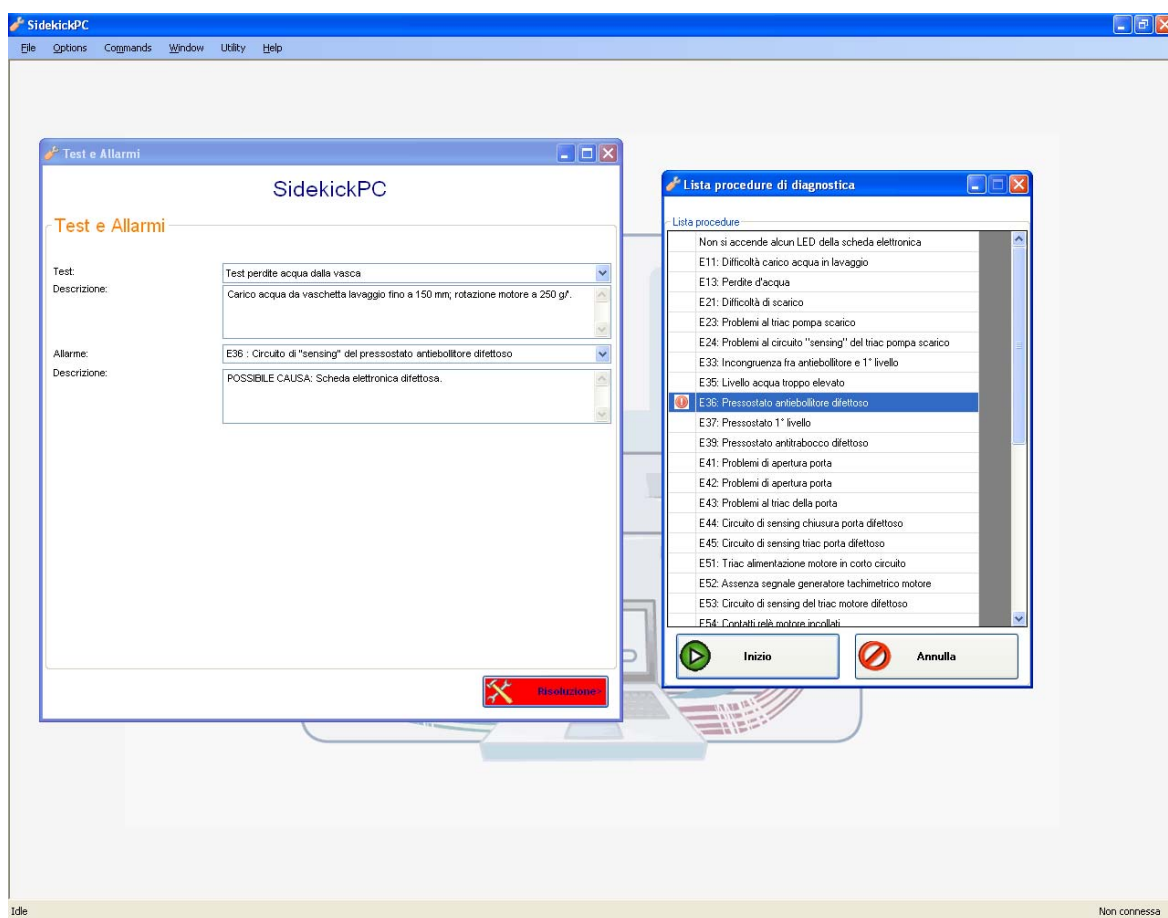 SidekickPC
File Options Commands Window Utility Help
Test e Allarmi
SidekickPC
Test e Allarmi
Test: Test perdite acqua dalla vasca
Descrizione: Carico acqua da vaschetta lavaggio fino a 150 mm; rotazione motore a 250 g/'.
Allarme: E36 : Circuito di "sensing" del pressostato antiebollitore difettoso
Descrizione: POSSIBILE CAUSA: Scheda elettronica difettosa.
Risoluzione>
Lista procedure di diagnostica
Lista procedure
Non si accende alcun LED della scheda elettronica
E11: Difficoltà carico acqua in lavaggio
E13: Perdite d'acqua
E21: Difficoltà di scarico
E23: Problemi al triac pompa scarico
E24: Problemi al circuito "sensing" del triac pompa scarico
E33: Incongruenza fra antiebollitore e 1° livello
E35: Livello acqua troppo elevato
E36: Pressostato antiebollitore difettoso
E37: Pressostato 1° livello
E39: Pressostato antitrabocco difettoso
E41: Problemi di apertura porta
E42: Problemi di apertura porta
E43: Problemi al triac della porta
E44: Circuito di sensing chiusura porta difettoso
E45: Circuito di sensing triac porta difettoso
E51: Triac alimentazione motore in corto circuito
E52: Assenza segnale generatore tachimetrico motore
E53: Circuito di sensing del triac motore difettoso
E54: Contatti relè motore incollati
Inizio Annulla
Idle Non connessa